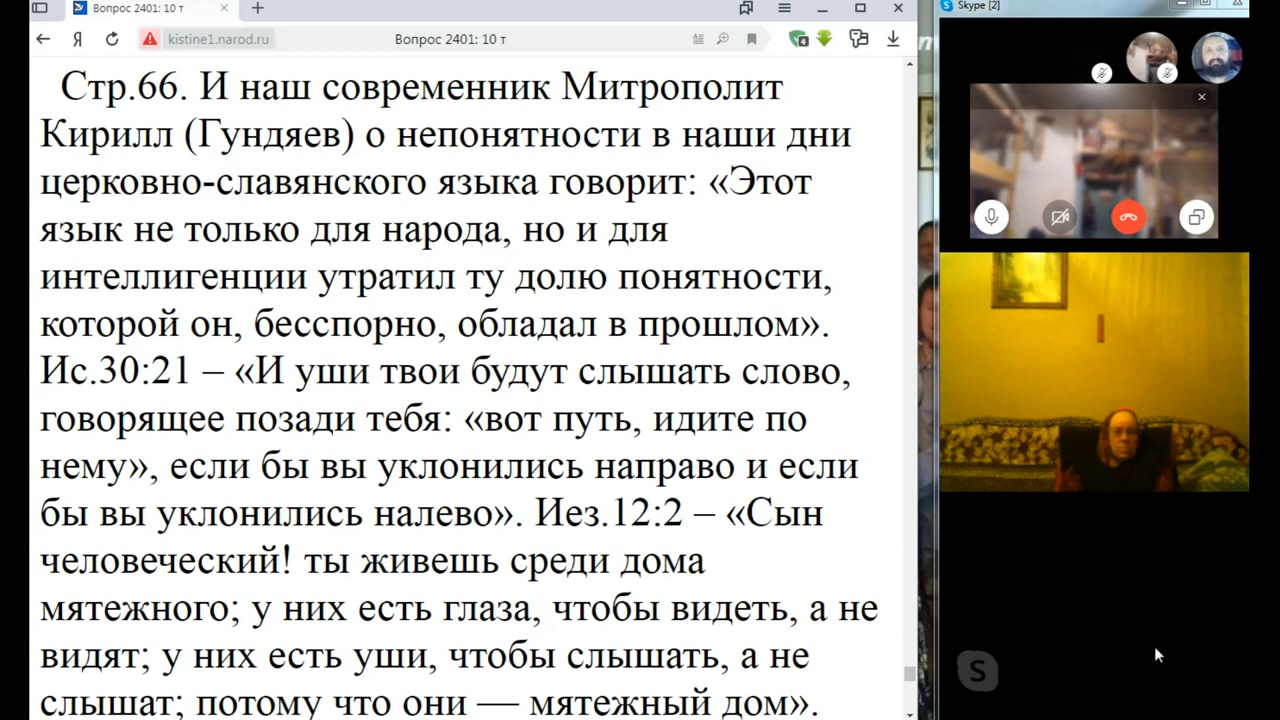 Вопрос 2401: 10 т
Skype [2]
Я
kistine1.narod.ru
Вопрос 2401: 10 т
4
Стр.66. И наш современник Митрополит
Кирилл (Гундяев) о непонятности в наши дни
церковно-славянского языка говорит: «Этот
язык не только для народа, но и для
интеллигенции утратил ту долю понятности,
которой он, бесспорно, обладал в прошлом».
Ис.30:21 – «И уши твои будут слышать слово,
говорящее позади тебя: «вот путь, идите по
нему», если бы вы уклонились направо и если
бы вы уклонились налево». Иез.12:2 – «Сын
человеческий! ты живешь среди дома
мятежного; у них есть глаза, чтобы видеть, а не
видят; у них есть уши, чтобы слышать, а не
слышат; потому что они — мятежный дом».
S